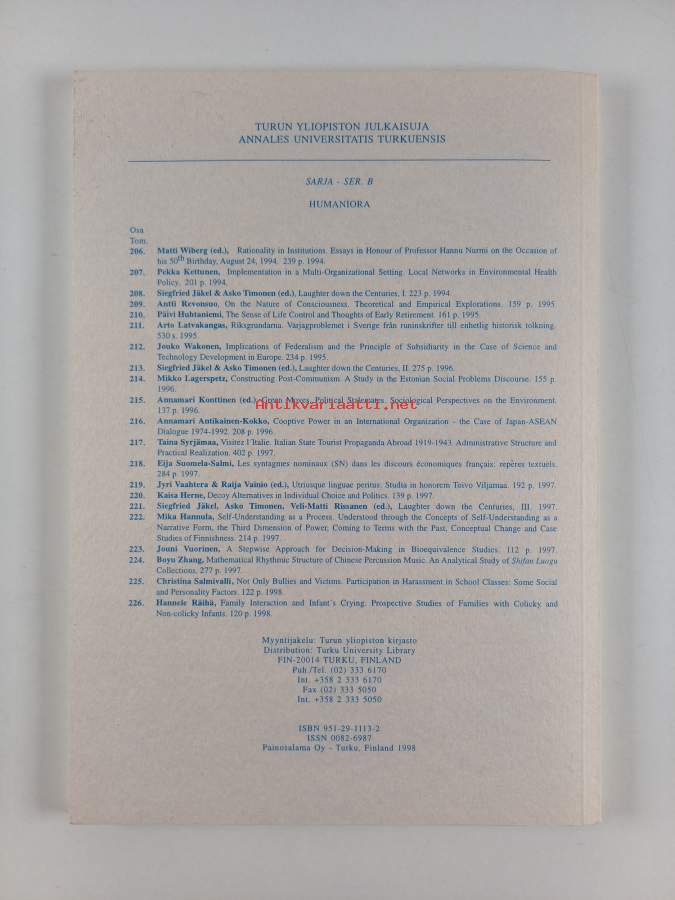 TURUN YLIOPISTON JULKAISUJA
ANNALES UNIVERSITATIS TURKUENSIS
SARJA - SER. B
HUMANIORA
Osa
Tom.
206. Matti Wiberg (ed.), Rationality in Institutions. Essays in Honour of Professor Hannu Nurmi on the Occasion of
his 50th Birthday, August 24, 1994. 239 p. 1994.
207. Pekka Kettunen, Implementation in a Multi-Organizational Setting. Local Networks in Environmental Health
Policy. 201 p. 1994.
208. Siegfried Jäkel & Asko Timonen (ed.), Laughter down the Centuries, I. 223 p. 1994.
209. Antti Revonsuo, On the Nature of Consciousness. Theoretical and Empirical Explorations. 159 p. 1995.
210. Päivi Huhtaniemi, The Sense of Life Control and Thoughts of Early Retirement. 161 p. 1995.
211. Arto Latvakangas, Riksgrundarna. Varjagproblemet i Sverige från runinskrifter till enhetlig historisk tolkning.
530 s. 1995.
212. Jouko Wakonen, Implications of Federalism and the Principle of Subsidiarity in the Case of Science and
Technology Development in Europe. 234 p. 1995.
213. Siegfried Jäkel & Asko Timonen (ed.), Laughter down the Centuries, II. 275 p. 1996.
214. Mikko Lagerspetz, Constructing Post-Communism. A Study in the Estonian Social Problems Discourse. 155 p.
1996.
215. Annamari Konttinen (ed.), Green Moves, Political Stalemates. Sociological Perspectives on the Environment.
137 p. 1996.
Antikvariaatti.net
216. Annamari Antikainen-Kokko, Cooptive Power in an International Organization - the Case of Japan-ASEAN
Dialogue 1974-1992. 208 p. 1996.
217. Taina Syrjämaa, Visitez l'Italie. Italian State Tourist Propaganda Abroad 1919-1943. Administrative Structure and
Practical Realization. 402 p. 1997.
218. Eija Suomela-Salmi, Les syntagmes nominaux (SN) dans les discours économiques français: repères textuels.
284 p. 1997.
219. Jyri Vaahtera & Raija Vainio (ed.), Utriusque linguae peritus. Studia in honorem Toivo Viljamaa. 192 p. 1997.
220. Kaisa Herne, Decoy Alternatives in Individual Choice and Politics. 139 p. 1997.
221. Siegfried Jäkel, Asko Timonen, Veli-Matti Rissanen (ed.), Laughter down the Centuries, III. 1997.
222. Mika Hannula, Self-Understanding as a Process. Understood through the Concepts of Self-Understanding as a
Narrative Form, the Third Dimension of Power, Coming to Terms with the Past, Conceptual Change and Case
Studies of Finnishness. 214 p. 1997.
223. Jouni Vuorinen, A Stepwise Approach for Decision-Making in Bioequivalence Studies. 112 p. 1997.
224. Boyu Zhang, Mathematical Rhythmic Structure of Chinese Percussion Music. An Analytical Study of Shifan Luogu
Collections. 277 p. 1997.
225. Christina Salmivalli, Not Only Bullies and Victims. Participation in Harassment in School Classes: Some Social
and Personality Factors. 122 p. 1998.
226. Hannele Räihä, Family Interaction and Infant's Crying: Prospective Studies of Families with Colicky and
Non-colicky Infants. 120 p. 1998.
Myyntijakelu: Turun yliopiston kirjasto
Distribution: Turku University Library
FIN-20014 TURKU, FINLAND
Puh./Tel. (02) 333 6170
Int. +358 2 333 6170
Fax (02) 333 5050
Int. +358 2 333 5050
ISBN 951-29-1113-2
ISSN 0082-6987
Painosalama Oy - Turku, Finland 1998